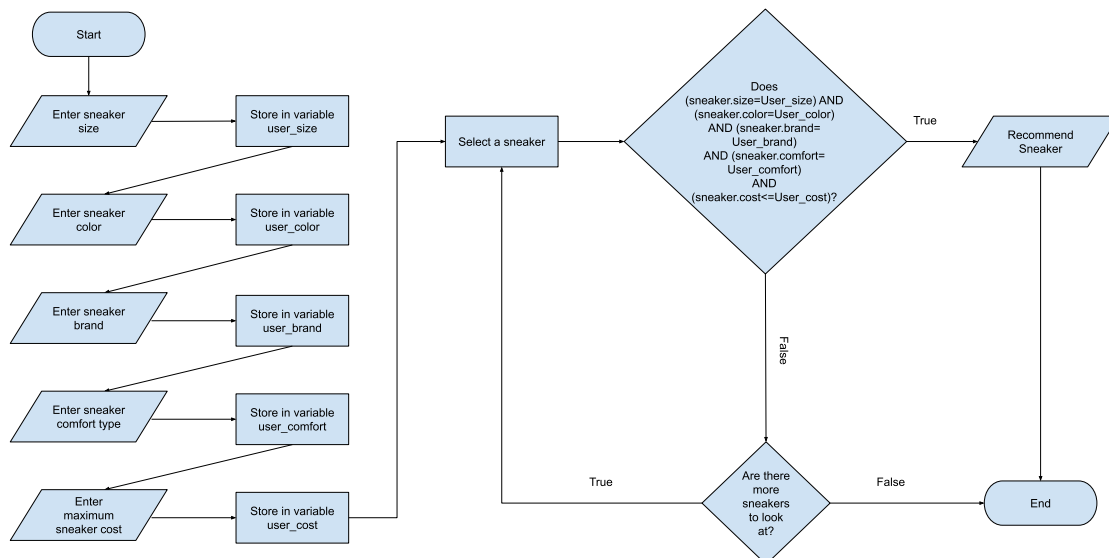 Start
Enter sneaker
size
Store in variable
user_size
Enter sneaker
color
Store in variable
user_color
Enter sneaker
brand
Store in variable
user_brand
Enter sneaker
comfort type
Store in variable
user_comfort
Enter
maximum
sneaker cost
Store in variable
user_cost
Select a sneaker
Does
(sneaker.size=User_size) AND
(sneaker.color=User_color)
AND (sneaker.brand=
User_brand)
AND (sneaker.comfort=
User_comfort)
AND
(sneaker.cost<=User_cost)?
True
Recommend
Sneaker
False
Are there
more
sneakers
to look
at?
True
False
End